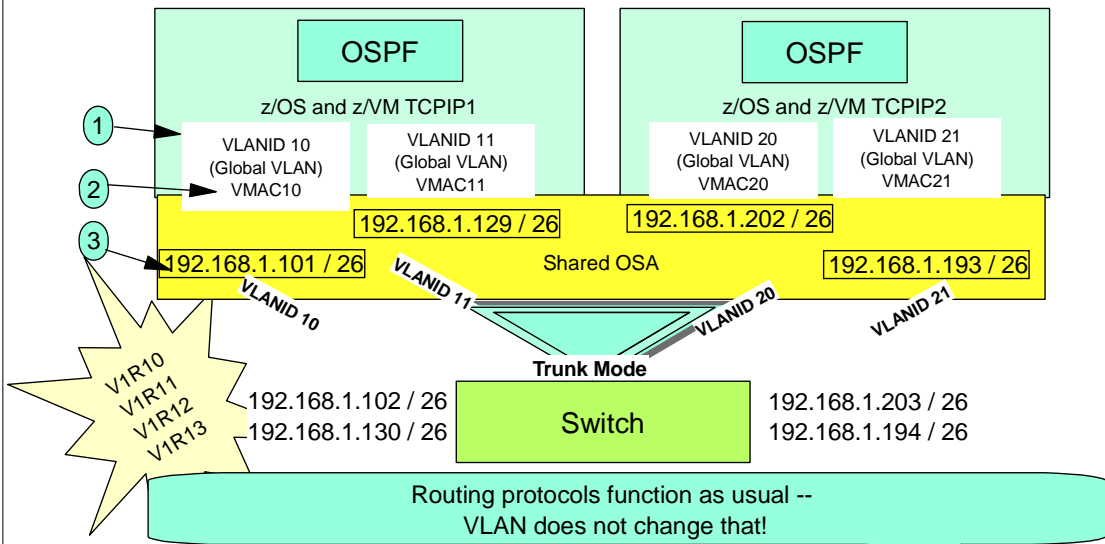 OSPF
OSPF
z/OS and z/VM TCPIP1
z/OS and z/VM TCPIP2
1
VLANID 10
(Global VLAN)
VMAC10
VLANID 11
(Global VLAN)
VMAC11
VLANID 20
(Global VLAN)
VMAC20
VLANID 21
(Global VLAN)
VMAC21
2
3
192.168.1.129 / 26
192.168.1.202 / 26
192.168.1.101 / 26
Shared OSA
192.168.1.193 / 26
VLANID 10
VLANID 11
VLANID 20
VLANID 21
Trunk Mode
V1R10
V1R11
V1R12
V1R13
192.168.1.102 / 26
192.168.1.130 / 26
Switch
192.168.1.203 / 26
192.168.1.194 / 26
Routing protocols function as usual --
VLAN does not change that!